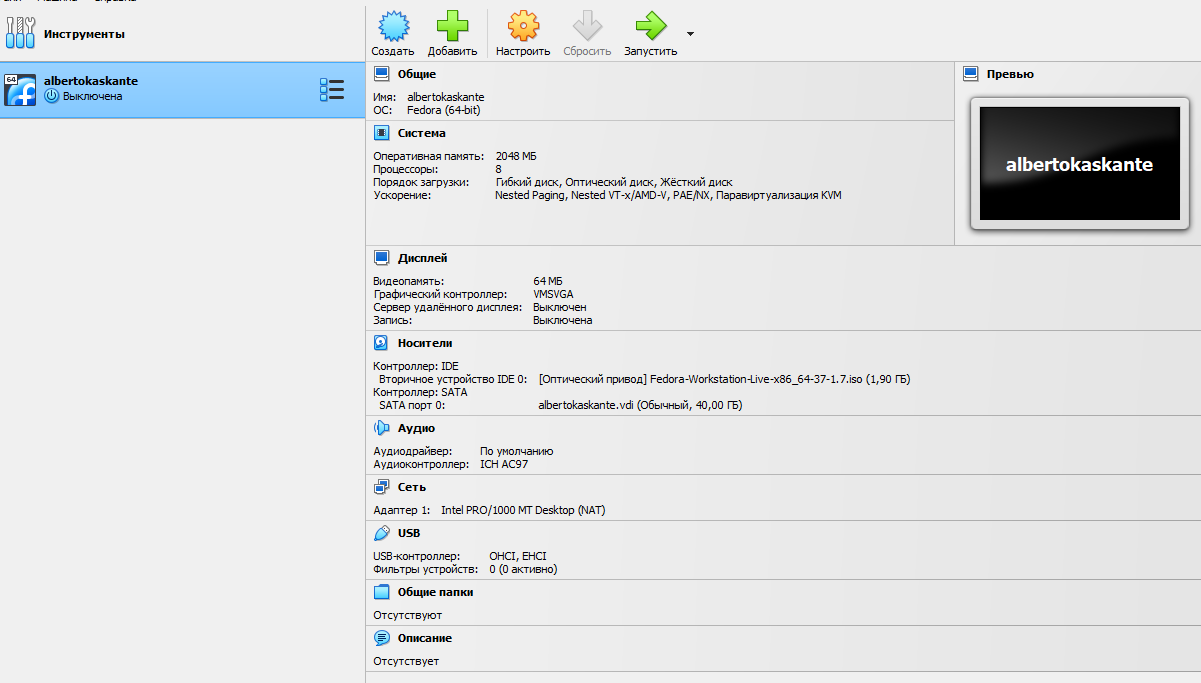 Инструменты
64
albertokaskante
Выключена
Создать Добавить Настроить Сбросить Запустить
Общие
Имя: albertokaskante
ОС: Fedora (64-bit)
Превью
albertokaskante
Система
Оперативная память: 2048 МБ
Процессоры: 8
Порядок загрузки: Гибкий диск, Оптический диск, Жёсткий диск
Ускорение: Nested Paging, Nested VT-x/AMD-V, PAE/NX, Паравиртуализация KVM
Дисплей
Видеопамять: 64 МБ
Графический контроллер: VMSVGA
Сервер удалённого дисплея: Выключен
Запись: Выключена
Носители
Контроллер: IDE
Вторичное устройство IDE 0: [Оптический привод] Fedora-Workstation-Live-x86_64-37-1.7.iso (1,90 ГБ)
Контроллер: SATA
SATA порт 0: albertokaskante.vdi (Обычный, 40,00 ГБ)
Аудио
Аудиодрайвер: По умолчанию
Аудиоконтроллер: ICH AC97
Сеть
Адаптер 1: Intel PRO/1000 MT Desktop (NAT)
USB
USB-контроллер: OHCI, EHCI
Фильтры устройств: 0 (0 активно)
Общие папки
Отсутствуют
Описание
Отсутствует